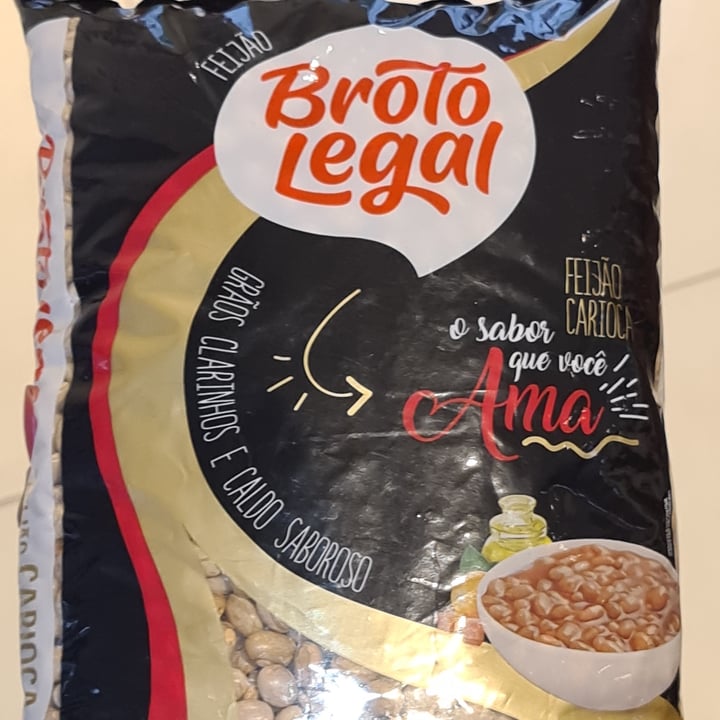 FEIJÃO
Broto
Legal
GRÃOS CLARINHOS E CALDO SABOROSO
FEIJÃO
CARIOCA
o sabor
que você
Ama
CARIOCA